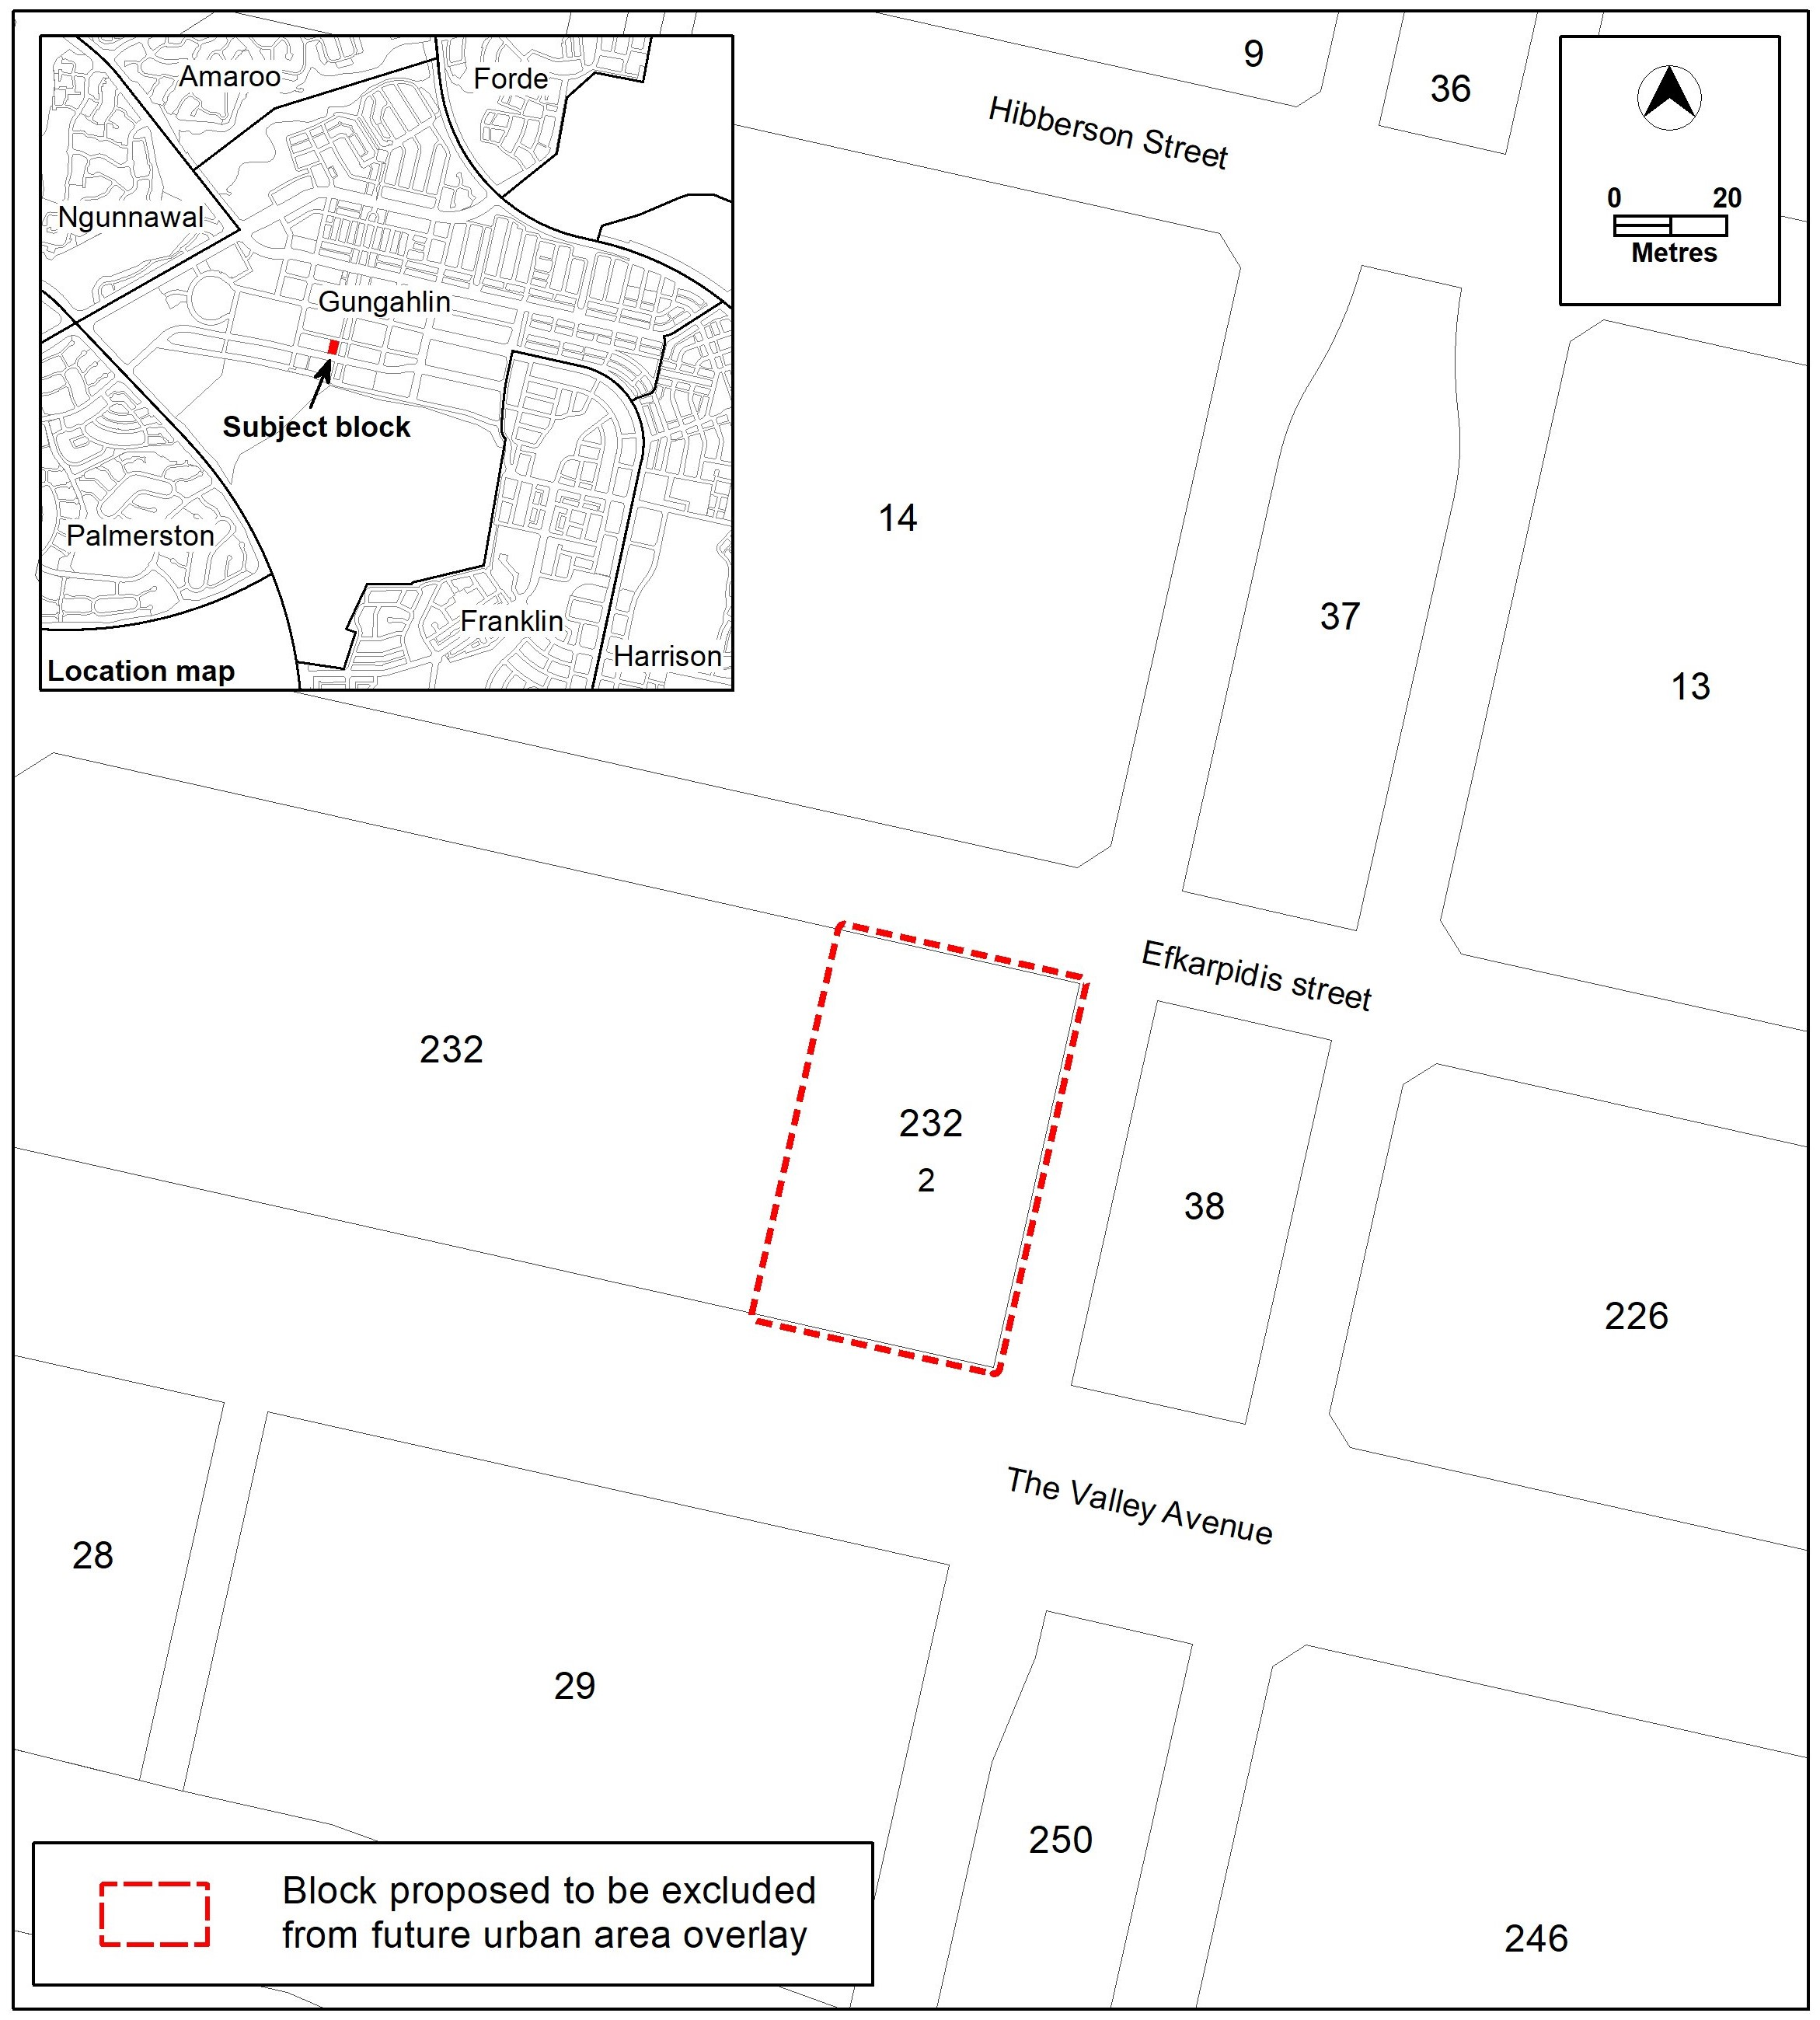 Amaroo
Forde
Ngunnawal
Gungahlin
Subject block
Palmerston
Franklin
Harrison
Location map
9
36
Hibberson Street
0 20
Metres
14
37
13
Efkarpidis street
232
232
2
38
226
The Valley Avenue
28
29
250
246
Block proposed to be excluded
from future urban area overlay